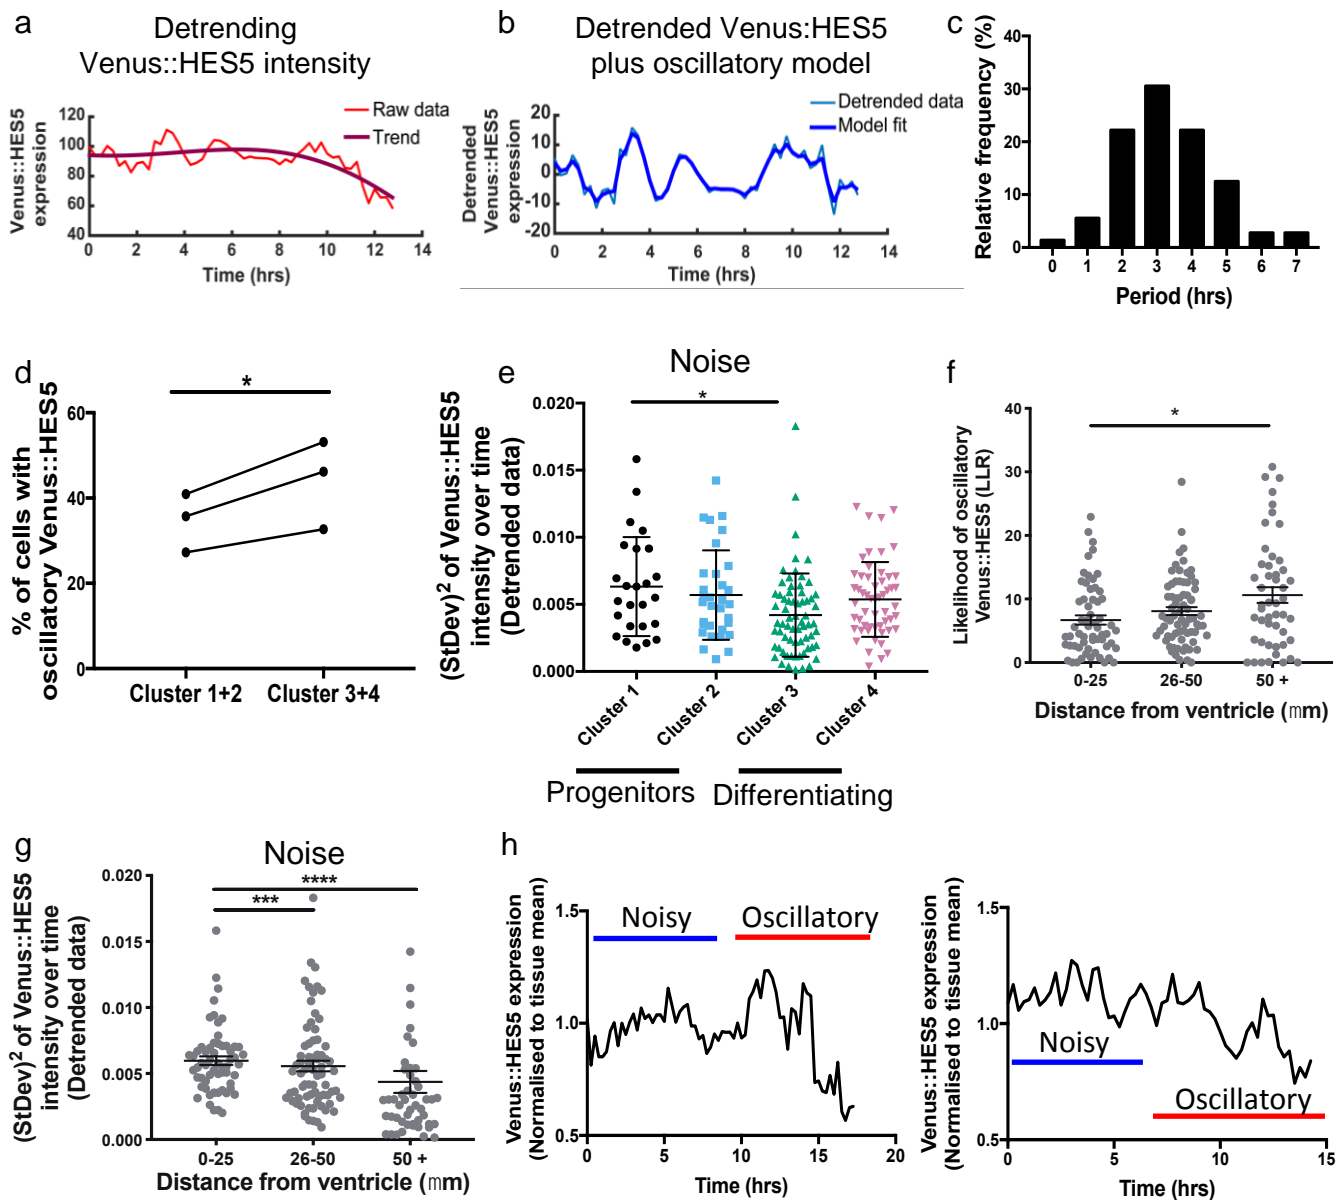 a
Detrending
Venus::HES5 intensity
Venus::HES5
expression
120
100
80
60
40
Raw data
Trend
0 2 4 6 8 10 12 14
Time (hrs)
b
Detrended Venus:HES5
plus oscillatory model
Detrended
Venus::HES5
expression
20
10
0
-10
-20
Detrended data
Model fit
0 2 4 6 8 10 12 14
Time (hrs)
c
Relative frequency (%)
40
30
20
10
0
0 1 2 3 4 5 6 7
Period (hrs)
d
% of cells with
oscillatory Venus::HES5
60
40
20
0
*
Cluster 1+2 Cluster 3+4
e
Noise
(StDev)² of Venus::HES5
intensity over time
(Detrended data)
0.020
0.015
0.010
0.005
0.000
*
Cluster 1 Cluster 2 Cluster 3 Cluster 4
Progenitors Differentiating
f
Likelihood of oscillatory
Venus::HES5 (LLR)
40
30
20
10
0
*
0-25 26-50 50 +
Distance from ventricle (mm)
g
Noise
(StDev)² of Venus::HES5
intensity over time
(Detrended data)
0.020
0.015
0.010
0.005
0.000
****
***
0-25 26-50 50 +
Distance from ventricle (mm)
h
Venus::HES5 expression
(Normalised to tissue mean)
1.5
1.0
0.5
Noisy Oscillatory
0 5 10 15 20
Time (hrs)
Venus::HES5 expression
(Normalised to tissue mean)
1.5
1.0
0.5
Noisy
Oscillatory
0 5 10 15
Time (hrs)